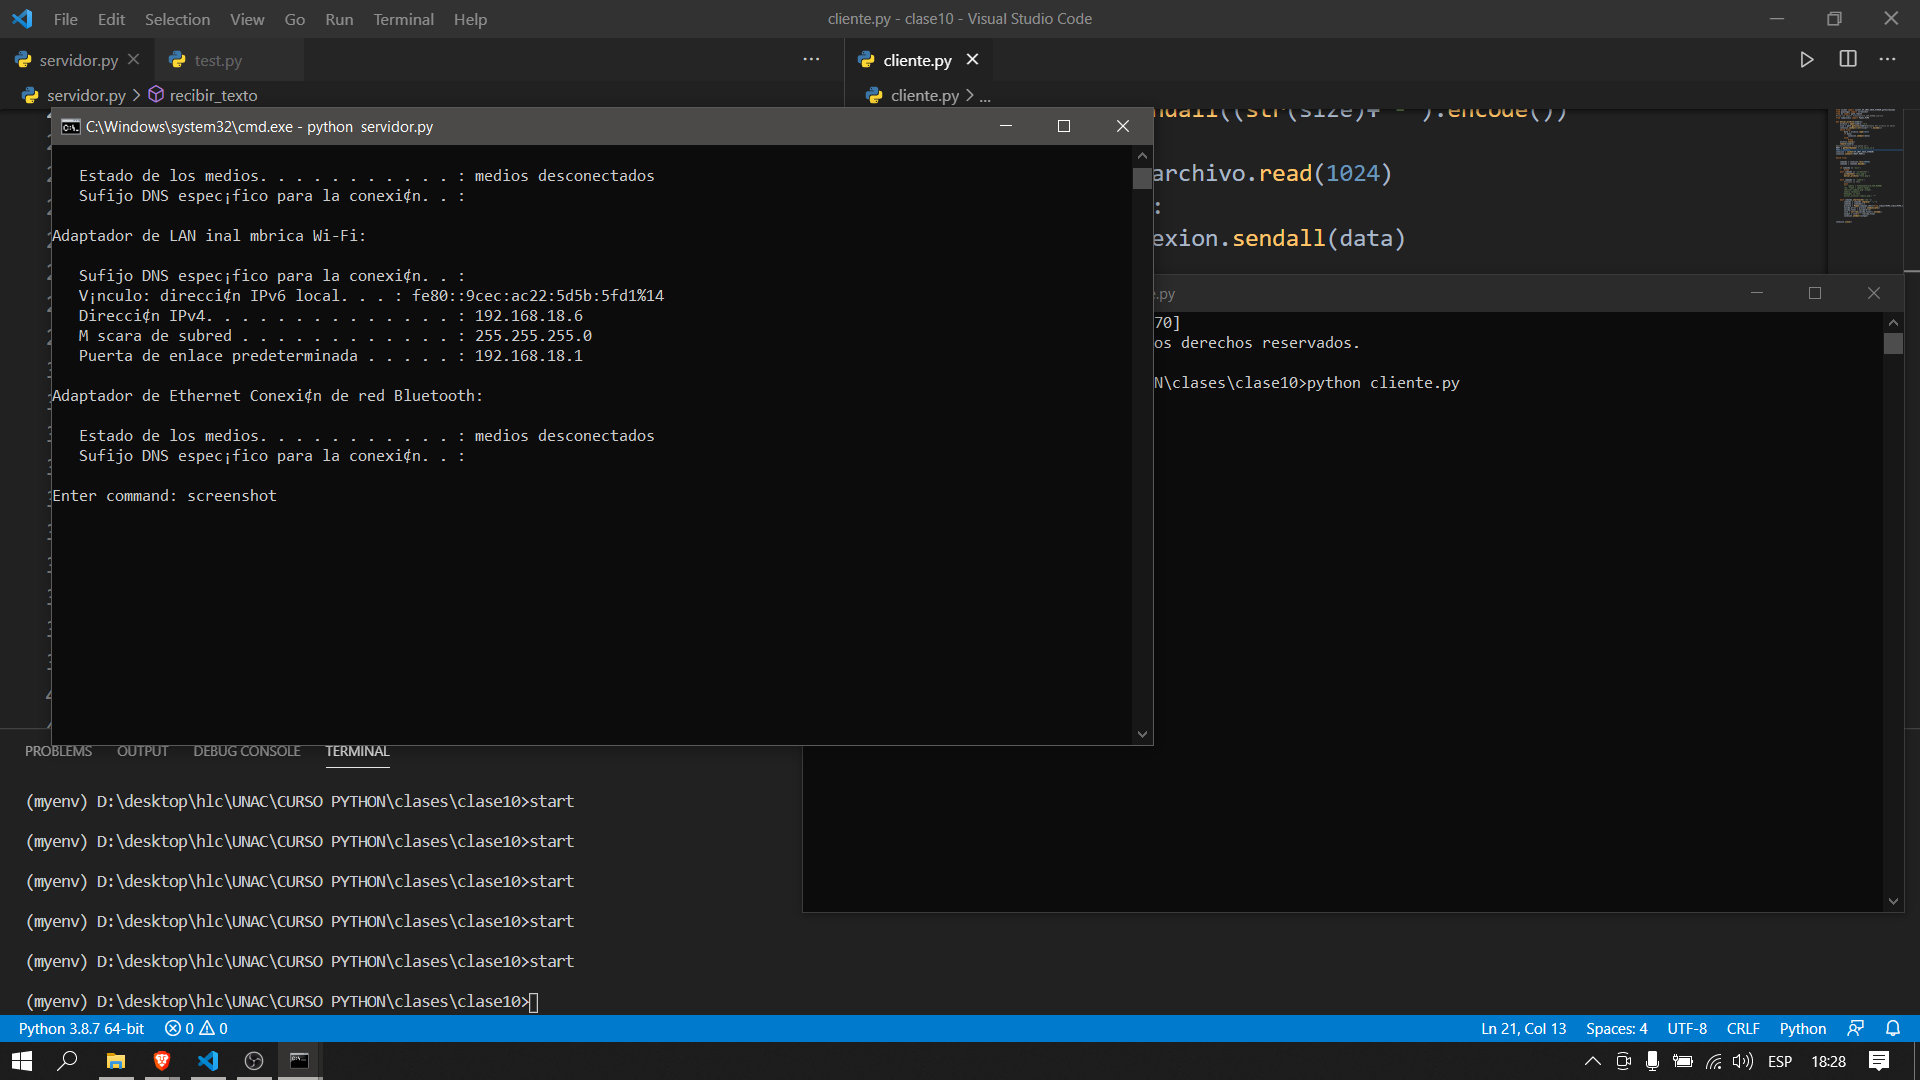 File Edit Selection View Go Run Terminal Help
cliente.py - clase10 - Visual Studio Code
servidor.py
test.py
cliente.py
servidor.py > recibir_texto
cliente.py > ...
C:\Windows\system32\cmd.exe - python  servidor.py
Estado de los medios. . . . . . . . . . . : medios desconectados
Sufijo DNS espec¡fico para la conexi¢n. . :
Adaptador de LAN inal mbrica Wi-Fi:
Sufijo DNS espec¡fico para la conexi¢n. . :
V¡nculo: direcci¢n IPv6 local. . . : fe80::9cec:ac22:5d5b:5fd1%14
Direcci¢n IPv4. . . . . . . . . . . . . . : 192.168.18.6
M scara de subred . . . . . . . . . . . . : 255.255.255.0
Puerta de enlace predeterminada . . . . . : 192.168.18.1
Adaptador de Ethernet Conexi¢n de red Bluetooth:
Estado de los medios. . . . . . . . . . . : medios desconectados
Sufijo DNS espec¡fico para la conexi¢n. . :
Enter command: screenshot
ndall((str(size)+"-").encode())
archivo.read(1024)
:
exion.sendall(data)
e.py
70]
os derechos reservados.
N\clases\clase10>python cliente.py
PROBLEMS OUTPUT DEBUG CONSOLE TERMINAL
(myenv) D:\desktop\hlc\UNAC\CURSO PYTHON\clases\clase10>start
(myenv) D:\desktop\hlc\UNAC\CURSO PYTHON\clases\clase10>start
(myenv) D:\desktop\hlc\UNAC\CURSO PYTHON\clases\clase10>start
(myenv) D:\desktop\hlc\UNAC\CURSO PYTHON\clases\clase10>start
(myenv) D:\desktop\hlc\UNAC\CURSO PYTHON\clases\clase10>start
(myenv) D:\desktop\hlc\UNAC\CURSO PYTHON\clases\clase10>
Python 3.8.7 64-bit 0 0 Ln 21, Col 13 Spaces: 4 UTF-8 CRLF Python
ESP 18:28